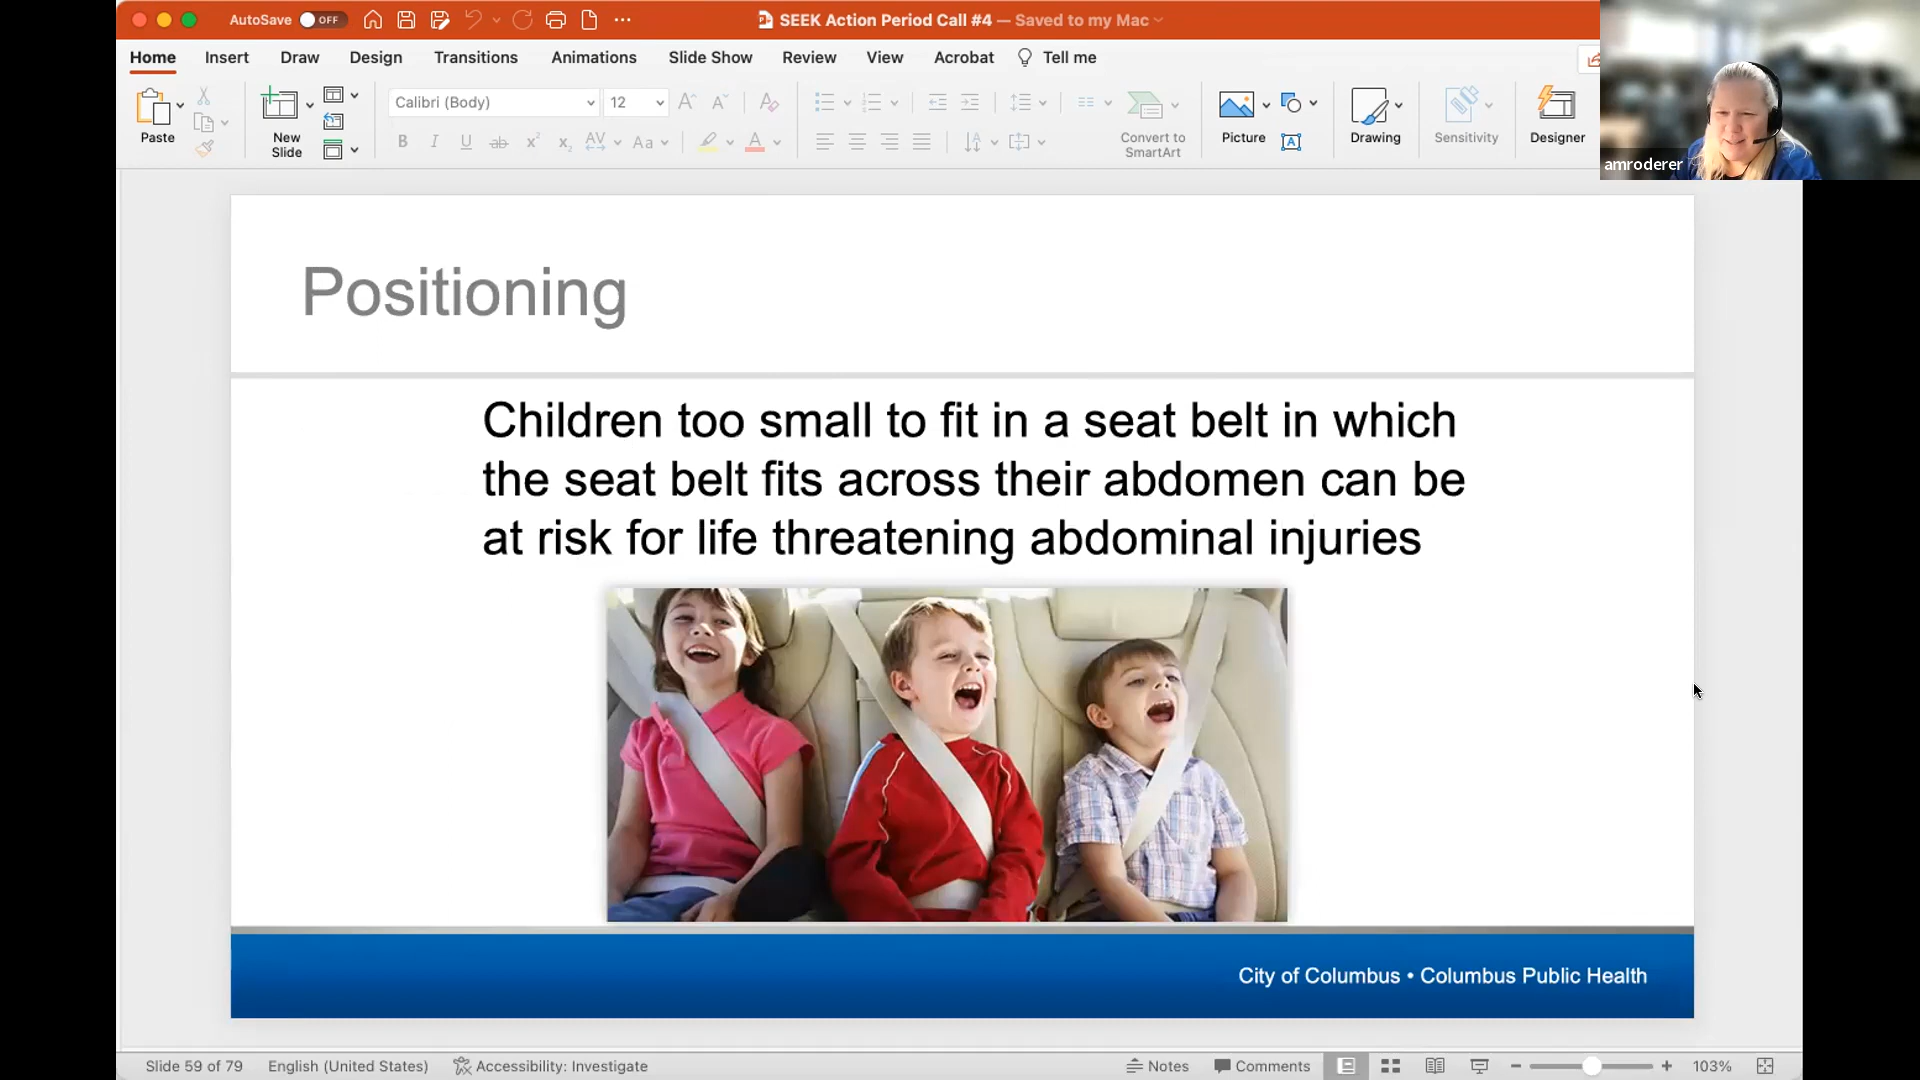 AutoSave OFF
SEEK Action Period Call #4 — Saved to my Mac
Home Insert Draw Design Transitions Animations Slide Show Review View Acrobat Tell me
Calibri (Body) 12
Paste
New
Slide
Convert to
SmartArt
Picture
Drawing
Sensitivity
Designer
amroderer
Positioning
Children too small to fit in a seat belt in which
the seat belt fits across their abdomen can be
at risk for life threatening abdominal injuries
City of Columbus • Columbus Public Health
Slide 59 of 79 English (United States) Accessibility: Investigate Notes Comments 103%